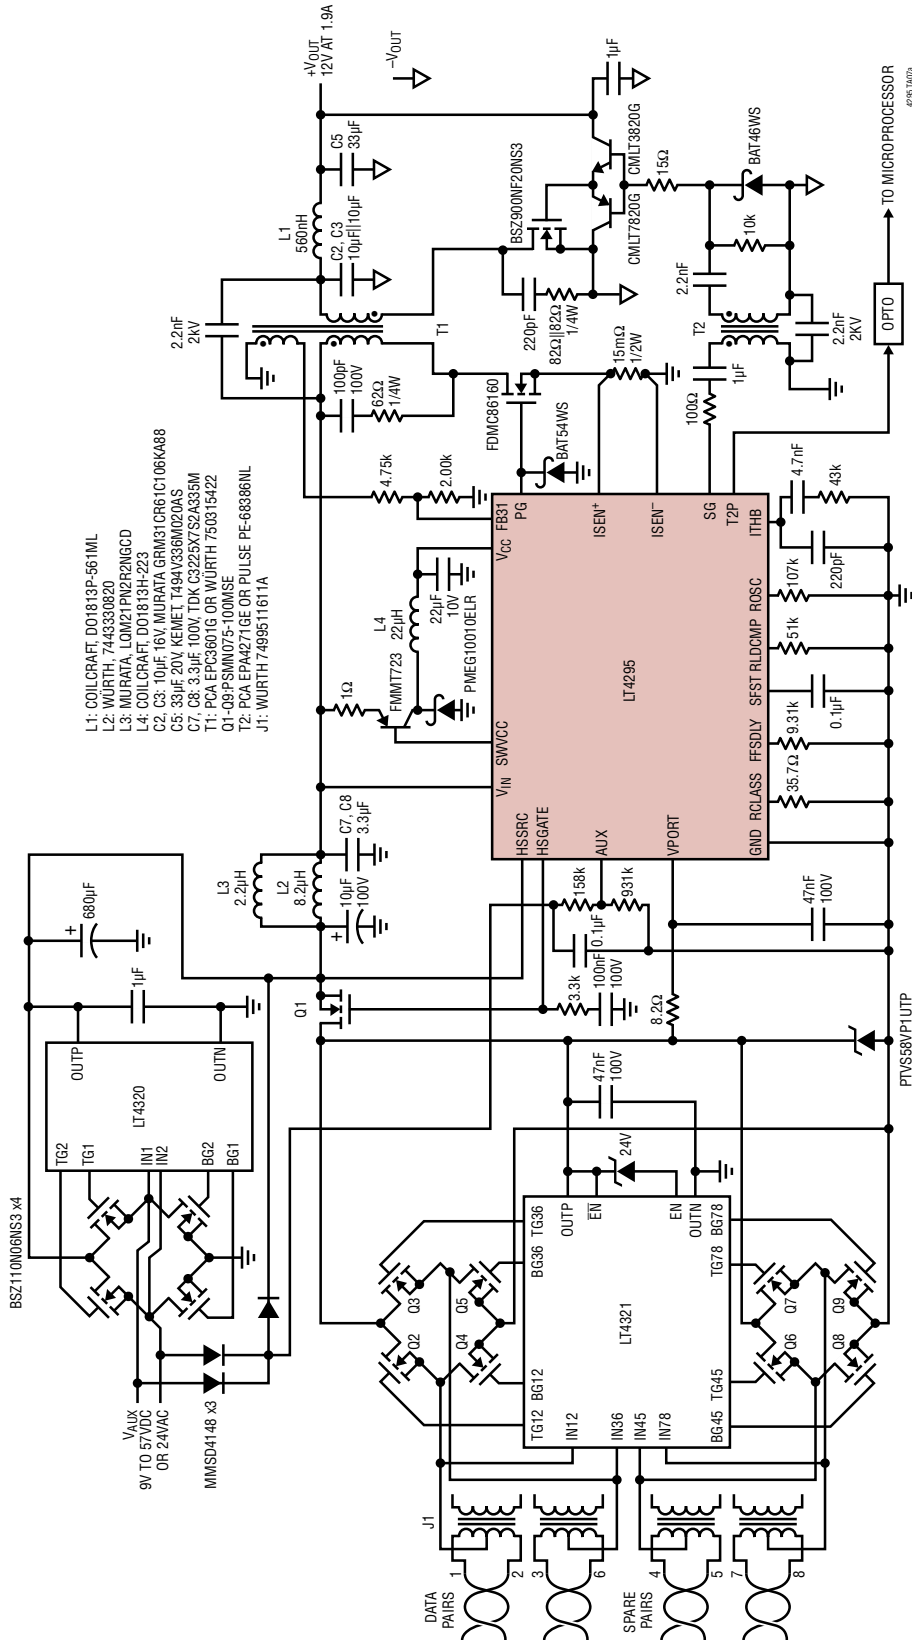 L1: COILCRAFT, DO1813P-561ML
L2: WÜRTH, 744330820
L3: MURATA, LQM21PN2R2NGCD
L4: COILCRAFT, DO1813H-223
C2, C3: 10µF, 16V, MURATA GRM31CR61C106KA88
C5: 33µF, 20V, KEMET, T494V336M020AS
C7, C8: 3.3µF, 100V, TDK C3225X7S2A335M
T1: PCA EPC3601G OR WÜRTH 750315422
Q1-Q9:PSMN075-100MSE
T2: PCA EPA4271GE OR PULSE PE-68386NL
J1: WURTH 7499511611A
BSZ110N06NS3 x4
680µF
+
1µF
LT4320
TG2
TG1
IN1
IN2
BG2
BG1
OUTP
OUTN
VAUX
9V TO 57VDC
OR 24VAC
MMSD4148 x3
Q1
L3
2.2µH
L2
8.2µH
+
10µF
100V
C7, C8
3.3µF
1Ω
FMMT723
L4
22µH
22µF
10V
PMEG10010ELR
4.75k
2.00k
100pF
100V
62Ω
1/4W
2.2nF
2KV
T1
L1
560nH
C2, C3
10µF||10µF
C5
33µF
+VOUT
12V AT 1.9A
–VOUT
1µF
BSZ900NF20NS3
CMLT3820G
CMLT7820G
220pF
82Ω||82Ω
1/4W
15Ω
BAT46WS
10k
2.2nF
T2
2.2nF
2KV
1µF
100Ω
FDMC86160
BAT54WS
15mΩ
1/2W
OPTO
TO MICROPROCESSOR
4295 TA07a
LT4295
HSSRC
HSGATE
AUX
VPORT
VIN
SWVCC
VCC
FB31
PG
ISEN+
ISEN–
SG
T2P
GND
RCLASS
FFSDLY
SFST
RLDCMP
ROSC
ITHB
35.7Ω
9.31k
0.1µF
51k
107k
220pF
4.7nF
43k
158k
931k
0.1µF
3.3k
100nF
100V
8.2Ω
47nF
100V
PTVS58VP1UTP
47nF
100V
24V
LT4321
TG12
BG12
BG36
TG36
IN12
IN36
IN45
IN78
OUTP
EN
EN
OUTN
BG45
TG45
TG78
BG78
Q2
Q3
Q4
Q5
Q6
Q7
Q8
Q9
J1
DATA
PAIRS
1
2
3
6
SPARE
PAIRS
4
5
7
8